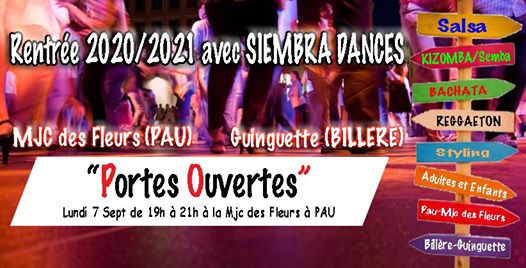 Rentrée 2020/2021 avec SIEMBRA DANCES
MJC des Fleurs (PAU) Guinguette (BILLERE)
"Portes Ouvertes"
Lundi 7 Sept de 19h à 21h à la Mjc des Fleurs à PAU
Salsa
KIZOMBA/Semba
BACHATA
REGGAETON
Styling
Adultes et Enfants
Pau-Mjc des Fleurs
Billère-Guinguette